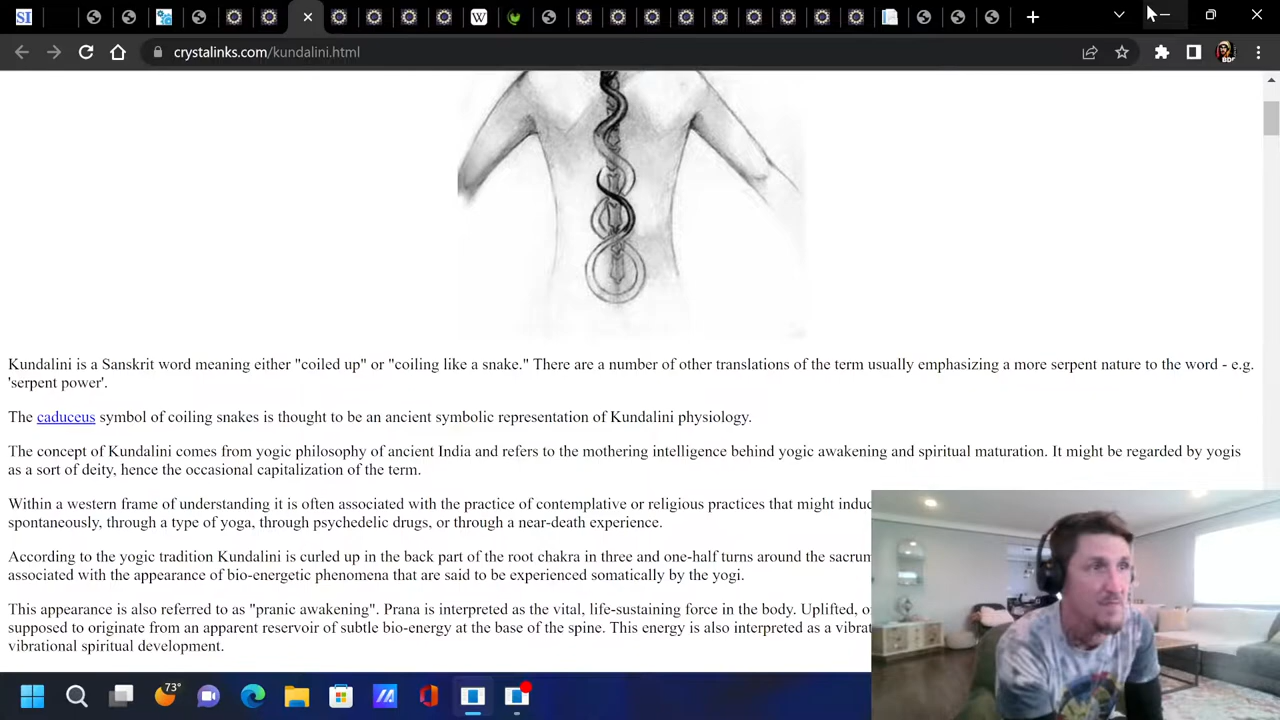 SI
W
crystalinks.com/kundalini.html
BDF
Kundalini is a Sanskrit word meaning either "coiled up" or "coiling like a snake." There are a number of other translations of the term usually emphasizing a more serpent nature to the word - e.g.
'serpent power'.
The caduceus symbol of coiling snakes is thought to be an ancient symbolic representation of Kundalini physiology.
The concept of Kundalini comes from yogic philosophy of ancient India and refers to the mothering intelligence behind yogic awakening and spiritual maturation. It might be regarded by yogis
as a sort of deity, hence the occasional capitalization of the term.
Within a western frame of understanding it is often associated with the practice of contemplative or religious practices that might induc
spontaneously, through a type of yoga, through psychedelic drugs, or through a near-death experience.
According to the yogic tradition Kundalini is curled up in the back part of the root chakra in three and one-half turns around the sacrum
associated with the appearance of bio-energetic phenomena that are said to be experienced somatically by the yogi.
This appearance is also referred to as "pranic awakening". Prana is interpreted as the vital, life-sustaining force in the body. Uplifted, o
supposed to originate from an apparent reservoir of subtle bio-energy at the base of the spine. This energy is also interpreted as a vibrat
vibrational spiritual development.
73°